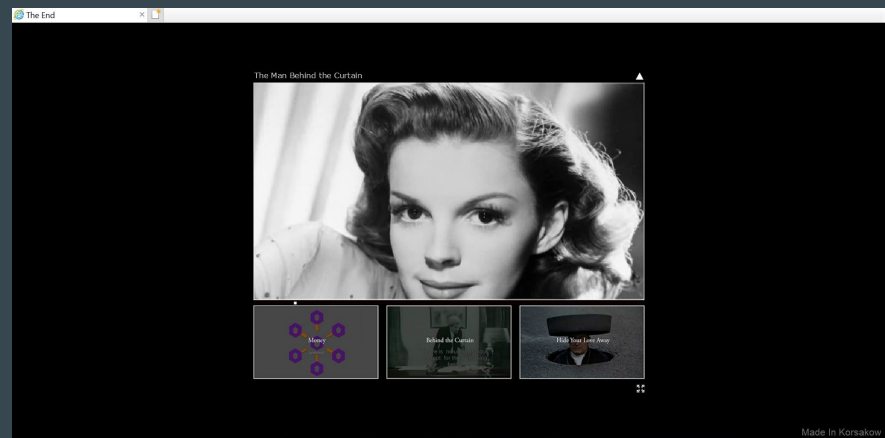 The End
The Man Behind the Curtain
Money
Behind the Curtain
Hide Your Love Away
Made In Korsakow